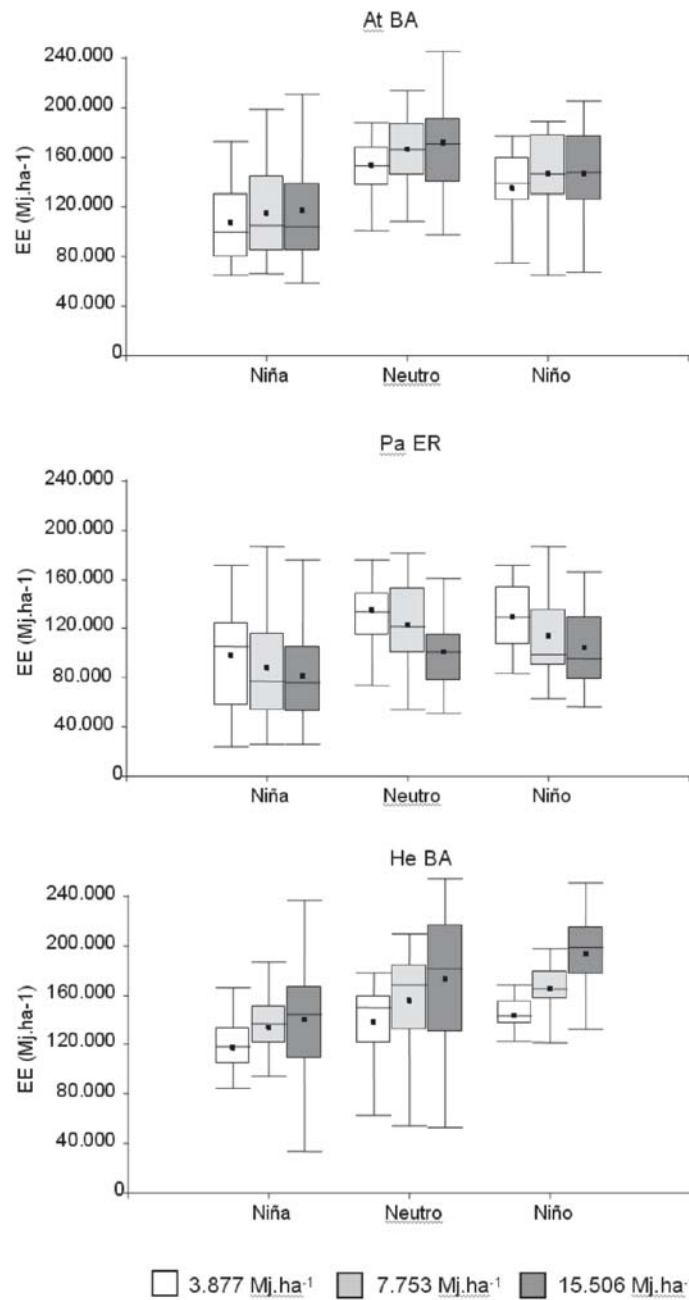 At BA
240.000
200.000
160.000
120.000
80.000
40.000
0
EE (Mj.ha-1)
Niña Neutro Niño
Pa ER
240.000
200.000
160.000
120.000
80.000
40.000
0
EE (Mj.ha-1)
Niña Neutro Niño
He BA
240.000
200.000
160.000
120.000
80.000
40.000
0
EE (Mj.ha-1)
Niña Neutro Niño
3.877 Mj.ha-¹ 7.753 Mj.ha-¹ 15.506 Mj.ha-